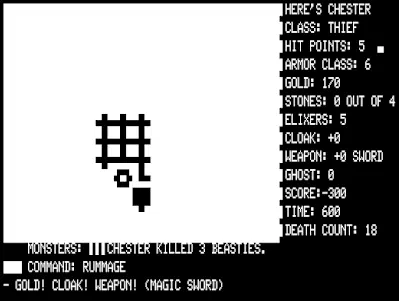 HERE'S CHESTER
CLASS: THIEF
HIT POINTS: 5
ARMOR CLASS: 6
GOLD: 170
STONES: 0 OUT OF 4
ELIXERS: 5
CLOAK: +0
WEAPON: +0 SWORD
GHOST: 0
SCORE:-300
TIME: 600
DEATH COUNT: 18
MONSTERS: CHESTER KILLED 3 BEASTIES.
COMMAND: RUMMAGE
- GOLD! CLOAK! WEAPON! (MAGIC SWORD)